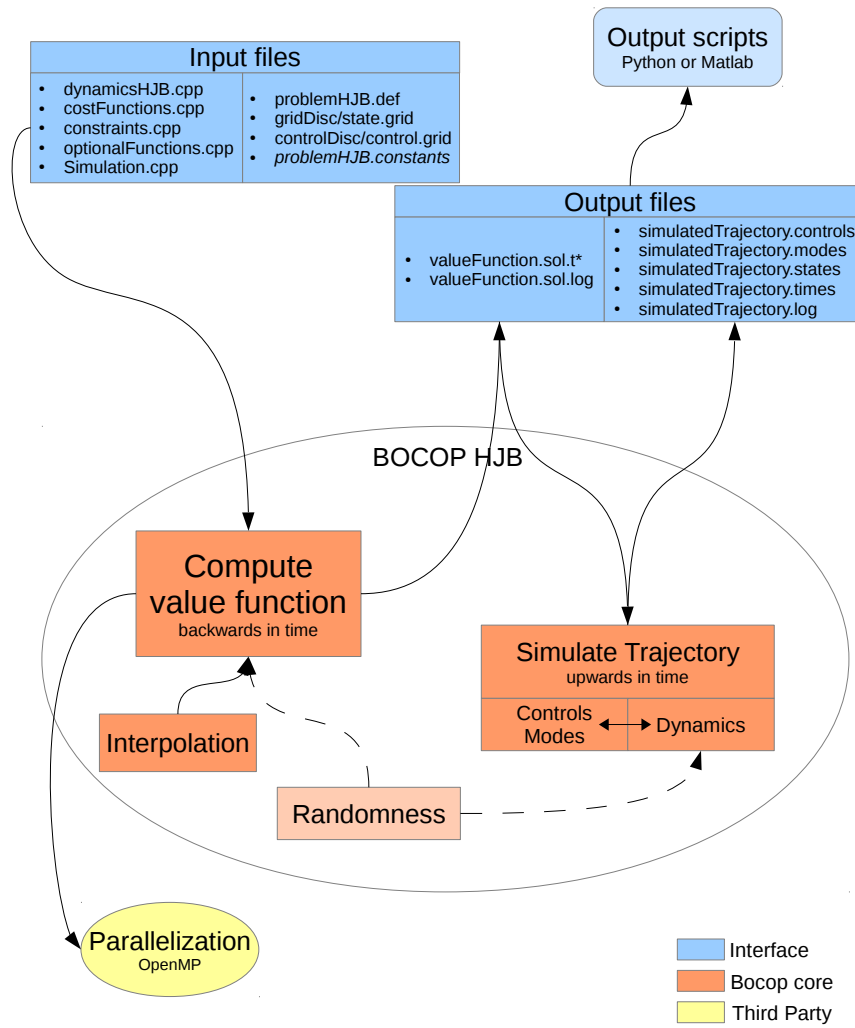 Output scripts
Python or Matlab
Input files
• dynamicsHJB.cpp
• costFunctions.cpp
• constraints.cpp
• optionalFunctions.cpp
• Simulation.cpp
• problemHJB.def
• gridDisc/state.grid
• controlDisc/control.grid
• problemHJB.constants
Output files
• valueFunction.sol.t*
• valueFunction.sol.log
• simulatedTrajectory.controls
• simulatedTrajectory.modes
• simulatedTrajectory.states
• simulatedTrajectory.times
• simulatedTrajectory.log
BOCOP HJB
Compute
value function
backwards in time
Simulate Trajectory
upwards in time
Controls
Modes
Dynamics
Interpolation
Randomness
Parallelization
OpenMP
Interface
Bocop core
Third Party